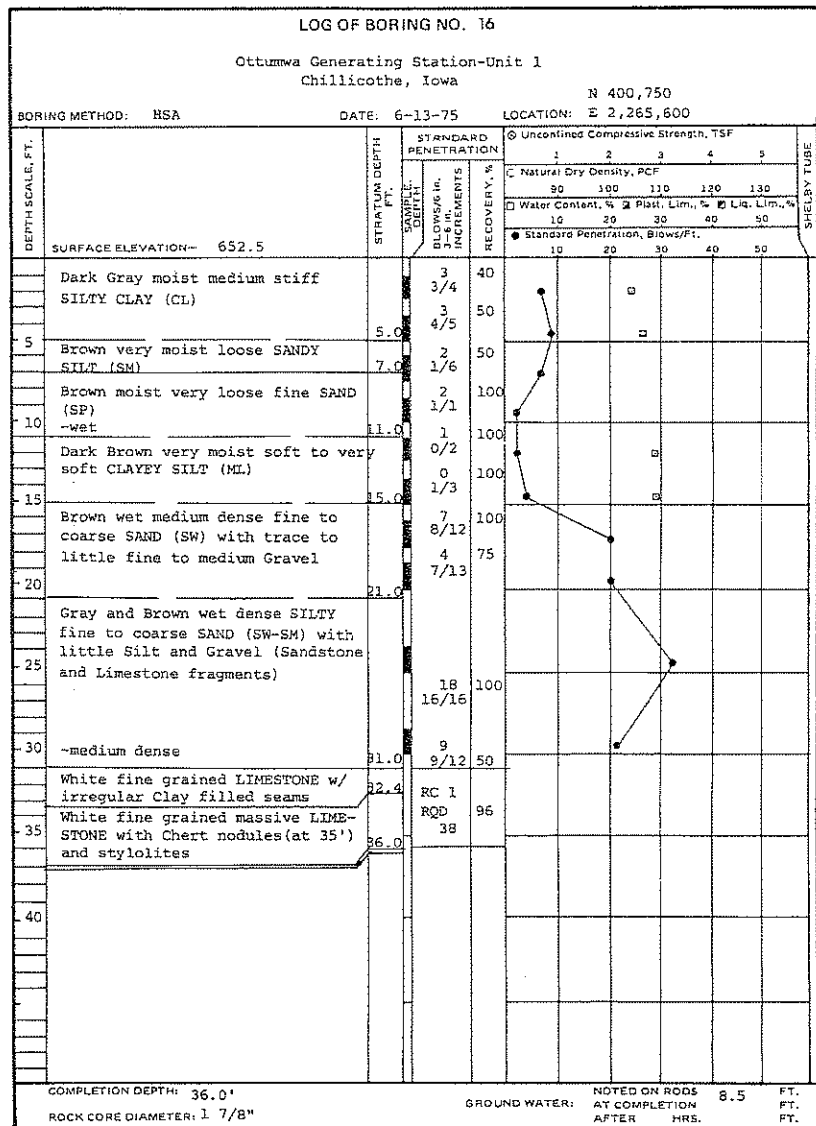 LOG OF BORING NO. 16
Ottumwa Generating Station-Unit 1
Chillicothe, Iowa
N 400,750
BORING METHOD: HSA DATE: 6-13-75 LOCATION: E 2,265,600
DEPTH SCALE, FT.
SURFACE ELEVATION- 652.5
STRATUM DEPTH FT.
STANDARD PENETRATION
SAMPLE DEPTH
BLOWS/6 in. 3-6 in. INCREMENTS
RECOVERY, %
Unconfined Compressive Strength, TSF
1 2 3 4 5
Natural Dry Density, PCF
90 100 110 120 130
Water Content, % Plast. Lim., % Liq. Lim., %
10 20 30 40 50
Standard Penetration, Blows/Ft.
10 20 30 40 50
SHELBY TUBE
Dark Gray moist medium stiff 3 40
3/4
SILTY CLAY (CL)
3 50
4/5
5 5.0
Brown very moist loose SANDY 2 50
SILT (SM) 7.0 1/6
Brown moist very loose fine SAND 2 100
(SP) 1/1
10 ~wet 11.0 1 100
Dark Brown very moist soft to very 0/2
soft CLAYEY SILT (ML) 0 100
1/3
15 15.0
Brown wet medium dense fine to 7 100
coarse SAND (SW) with trace to 8/12
little fine to medium Gravel 4 75
7/13
20 21.0
Gray and Brown wet dense SILTY
fine to coarse SAND (SW-SM) with
little Silt and Gravel (Sandstone
25 and Limestone fragments)
18 100
16/16
30 ~medium dense 31.0 9
9/12 50
White fine grained LIMESTONE w/
irregular Clay filled seams 32.4 RC 1
White fine grained massive LIME- RQD 96
35 STONE with Chert nodules(at 35') 38
and stylolites 36.0
40
COMPLETION DEPTH: 36.0'
ROCK CORE DIAMETER: 1 7/8"
GROUND WATER: NOTED ON RODS 8.5 FT.
AT COMPLETION FT.
AFTER HRS. FT.